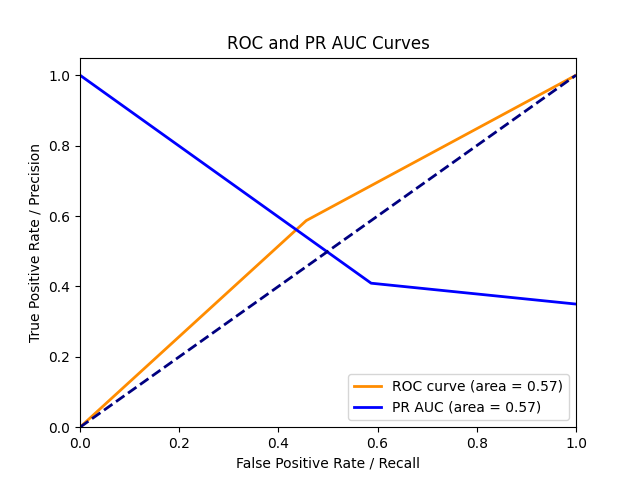 ROC and PR AUC Curves
True Positive Rate / Precision
1.0
0.8
0.6
0.4
0.2
0.0
0.0 0.2 0.4 0.6 0.8 1.0
False Positive Rate / Recall
ROC curve (area = 0.57)
PR AUC (area = 0.57)